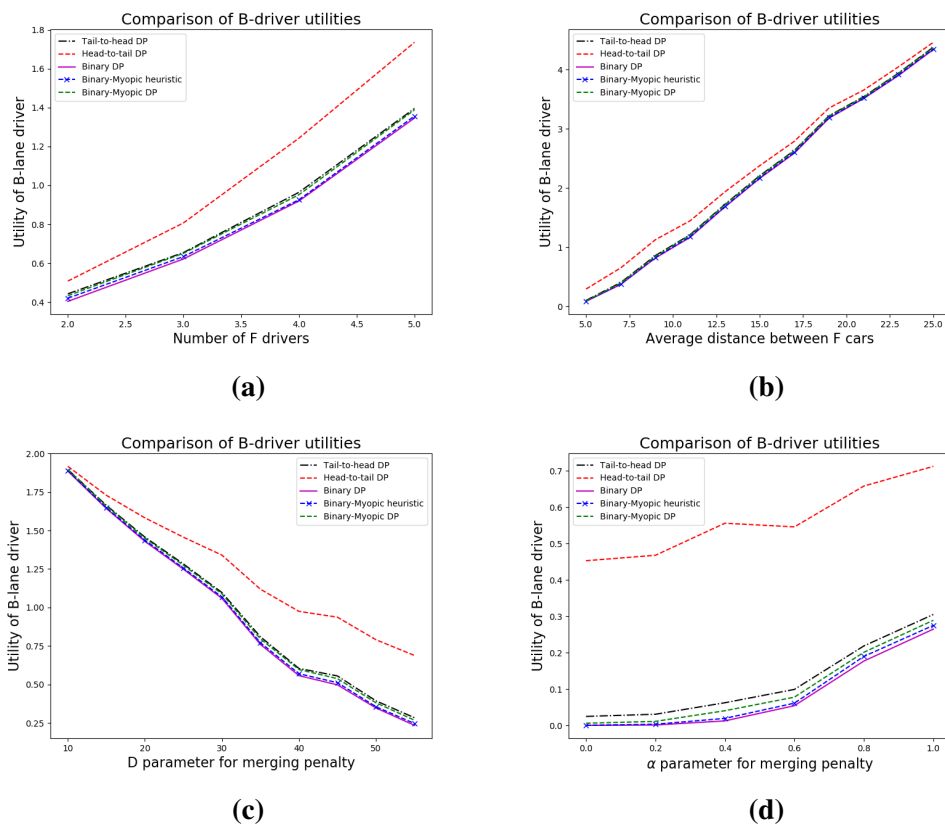 Comparison of B-driver utilities
1.8
1.6
1.4
1.2
1.0
0.8
0.6
0.4
Utility of B-lane driver
Tail-to-head DP
Head-to-tail DP
Binary DP
Binary-Myopic heuristic
Binary-Myopic DP
2.0 2.5 3.0 3.5 4.0 4.5 5.0
Number of F drivers
(a)
Comparison of B-driver utilities
4
3
2
1
0
Utility of B-lane driver
Tail-to-head DP
Head-to-tail DP
Binary DP
Binary-Myopic heuristic
Binary-Myopic DP
5.0 7.5 10.0 12.5 15.0 17.5 20.0 22.5 25.0
Average distance between F cars
(b)
Comparison of B-driver utilities
2.00
1.75
1.50
1.25
1.00
0.75
0.50
0.25
Utility of B-lane driver
Tail-to-head DP
Head-to-tail DP
Binary DP
Binary-Myopic heuristic
Binary-Myopic DP
10 20 30 40 50
D parameter for merging penalty
(c)
Comparison of B-driver utilities
0.7
0.6
0.5
0.4
0.3
0.2
0.1
0.0
Utility of B-lane driver
Tail-to-head DP
Head-to-tail DP
Binary DP
Binary-Myopic heuristic
Binary-Myopic DP
0.0 0.2 0.4 0.6 0.8 1.0
α parameter for merging penalty
(d)